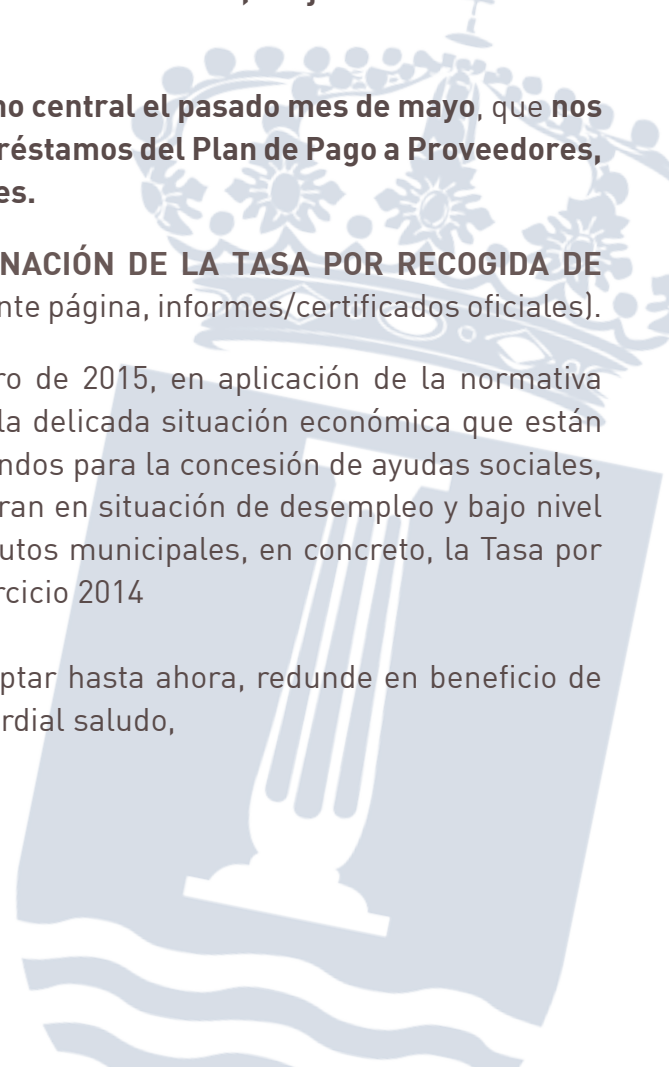 no central el pasado mes de mayo, que nos
réstamos del Plan de Pago a Proveedores,
es.
NACIÓN DE LA TASA POR RECOGIDA DE
nte página, informes/certificados oficiales).
ro de 2015, en aplicación de la normativa
la delicada situación económica que están
ndos para la concesión de ayudas sociales,
ran en situación de desempleo y bajo nivel
utos municipales, en concreto, la Tasa por
rcicio 2014
ptar hasta ahora, redunde en beneficio de
rdial saludo,